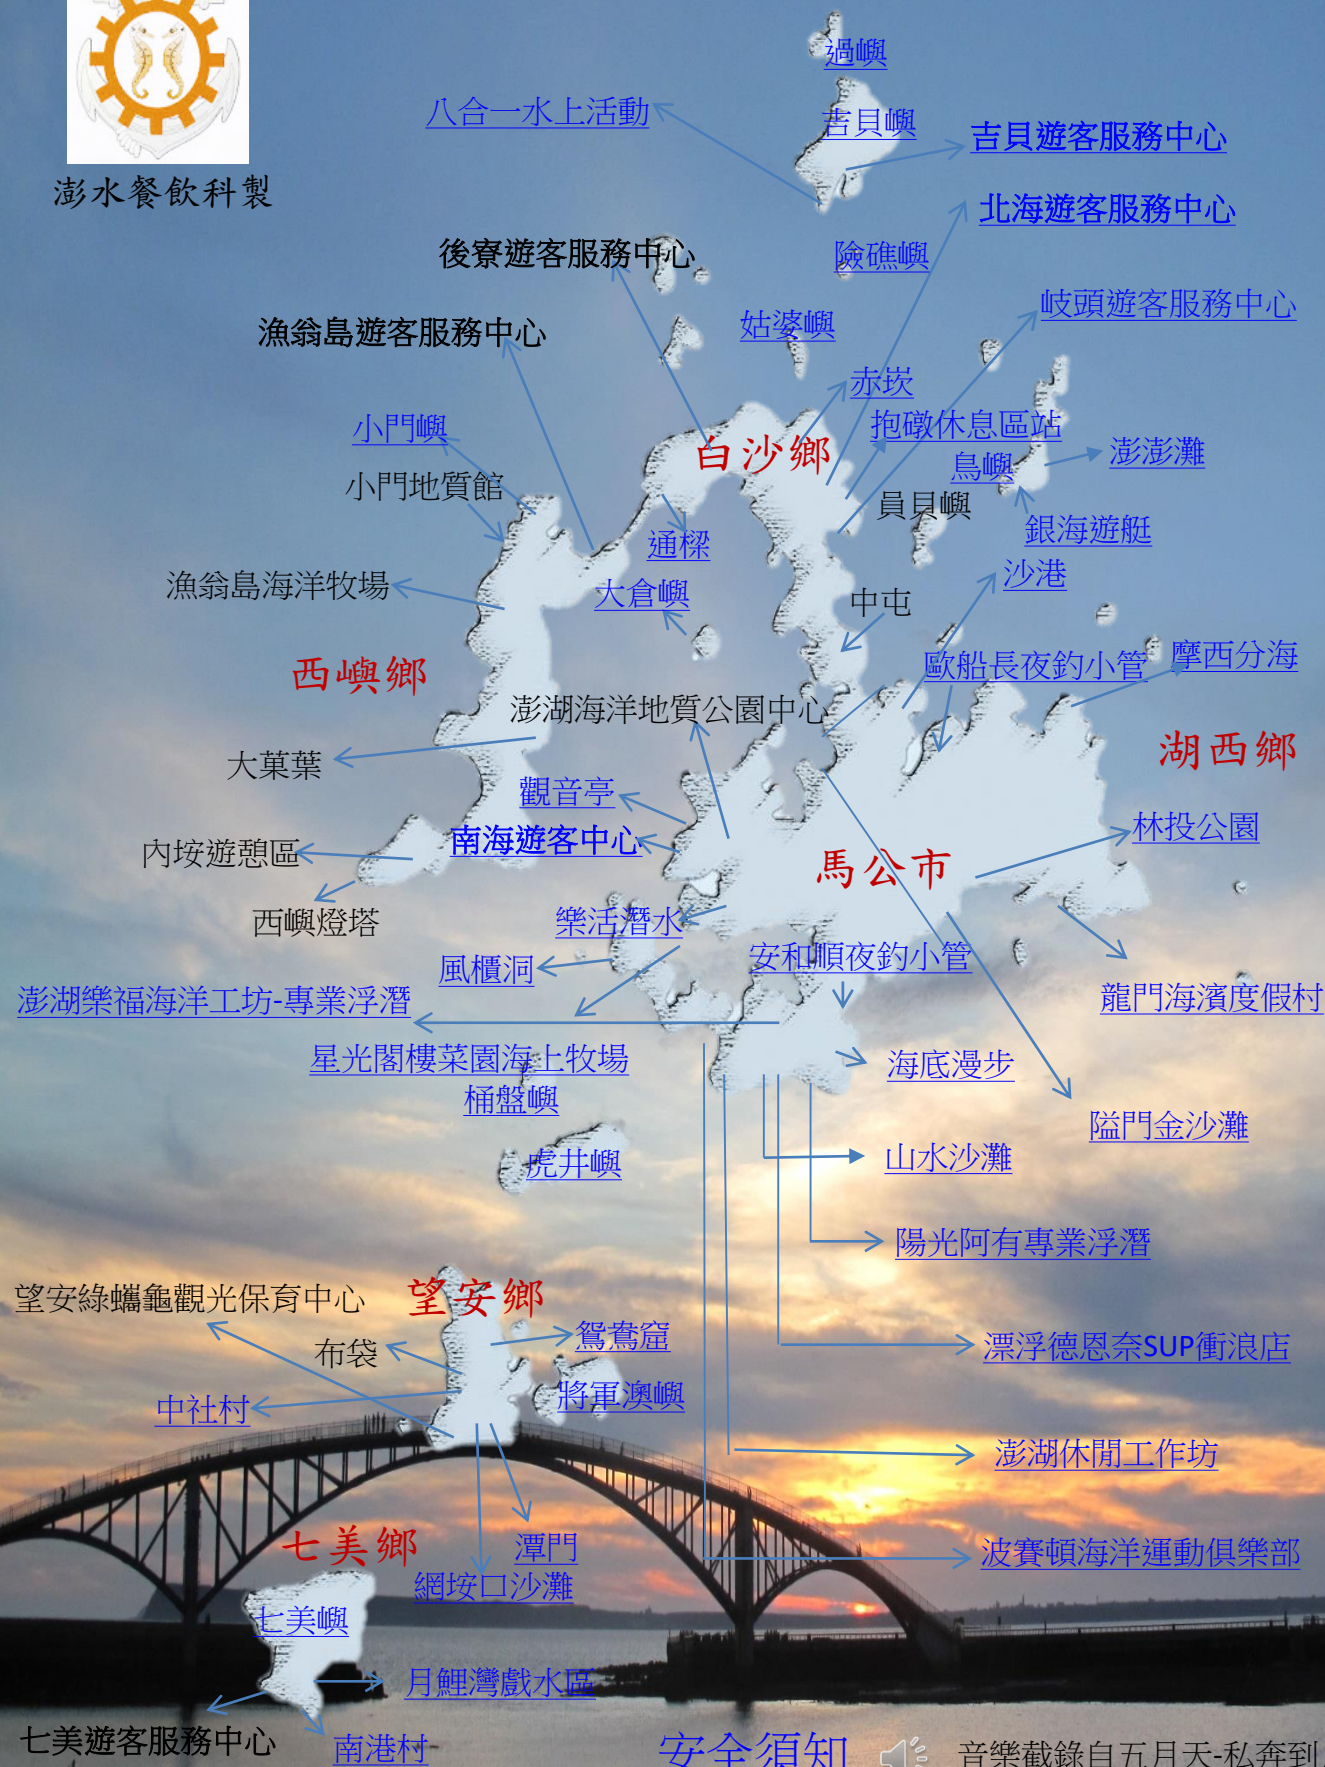 過嶼
八合一水上活動
吉貝嶼
吉貝遊客服務中心
澎水餐飲科製
北海遊客服務中心
後寮遊客服務中心
險礁嶼
岐頭遊客服務中心
漁翁島遊客服務中心
姑婆嶼
赤崁
小門嶼
抱礅休息區站
白沙鄉
澎澎灘
鳥嶼
小門地質館
員貝嶼
銀海遊艇
通樑
沙港
漁翁島海洋牧場
大倉嶼
中屯
西嶼鄉
歐船長夜釣小管
摩西分海
澎湖海洋地質公園中心
湖西鄉
大菓葉
觀音亭
林投公園
南海遊客中心
內垵遊憩區
馬公市
西嶼燈塔
樂活潛水
安和順夜釣小管
風櫃洞
澎湖樂福海洋工坊-專業浮潛
龍門海濱度假村
星光閣樓菜園海上牧場
海底漫步
桶盤嶼
隘門金沙灘
虎井嶼
山水沙灘
陽光阿有專業浮潛
望安綠蠵龜觀光保育中心
望安鄉
鴛鴦窟
布袋
漂浮德恩奈SUP衝浪店
將軍澳嶼
中社村
澎湖休閒工作坊
七美鄉
潭門
波賽頓海洋運動俱樂部
網垵口沙灘
七美嶼
月鯉灣戲水區
七美遊客服務中心
南港村
安全須知
音樂截錄自五月天-私奔到